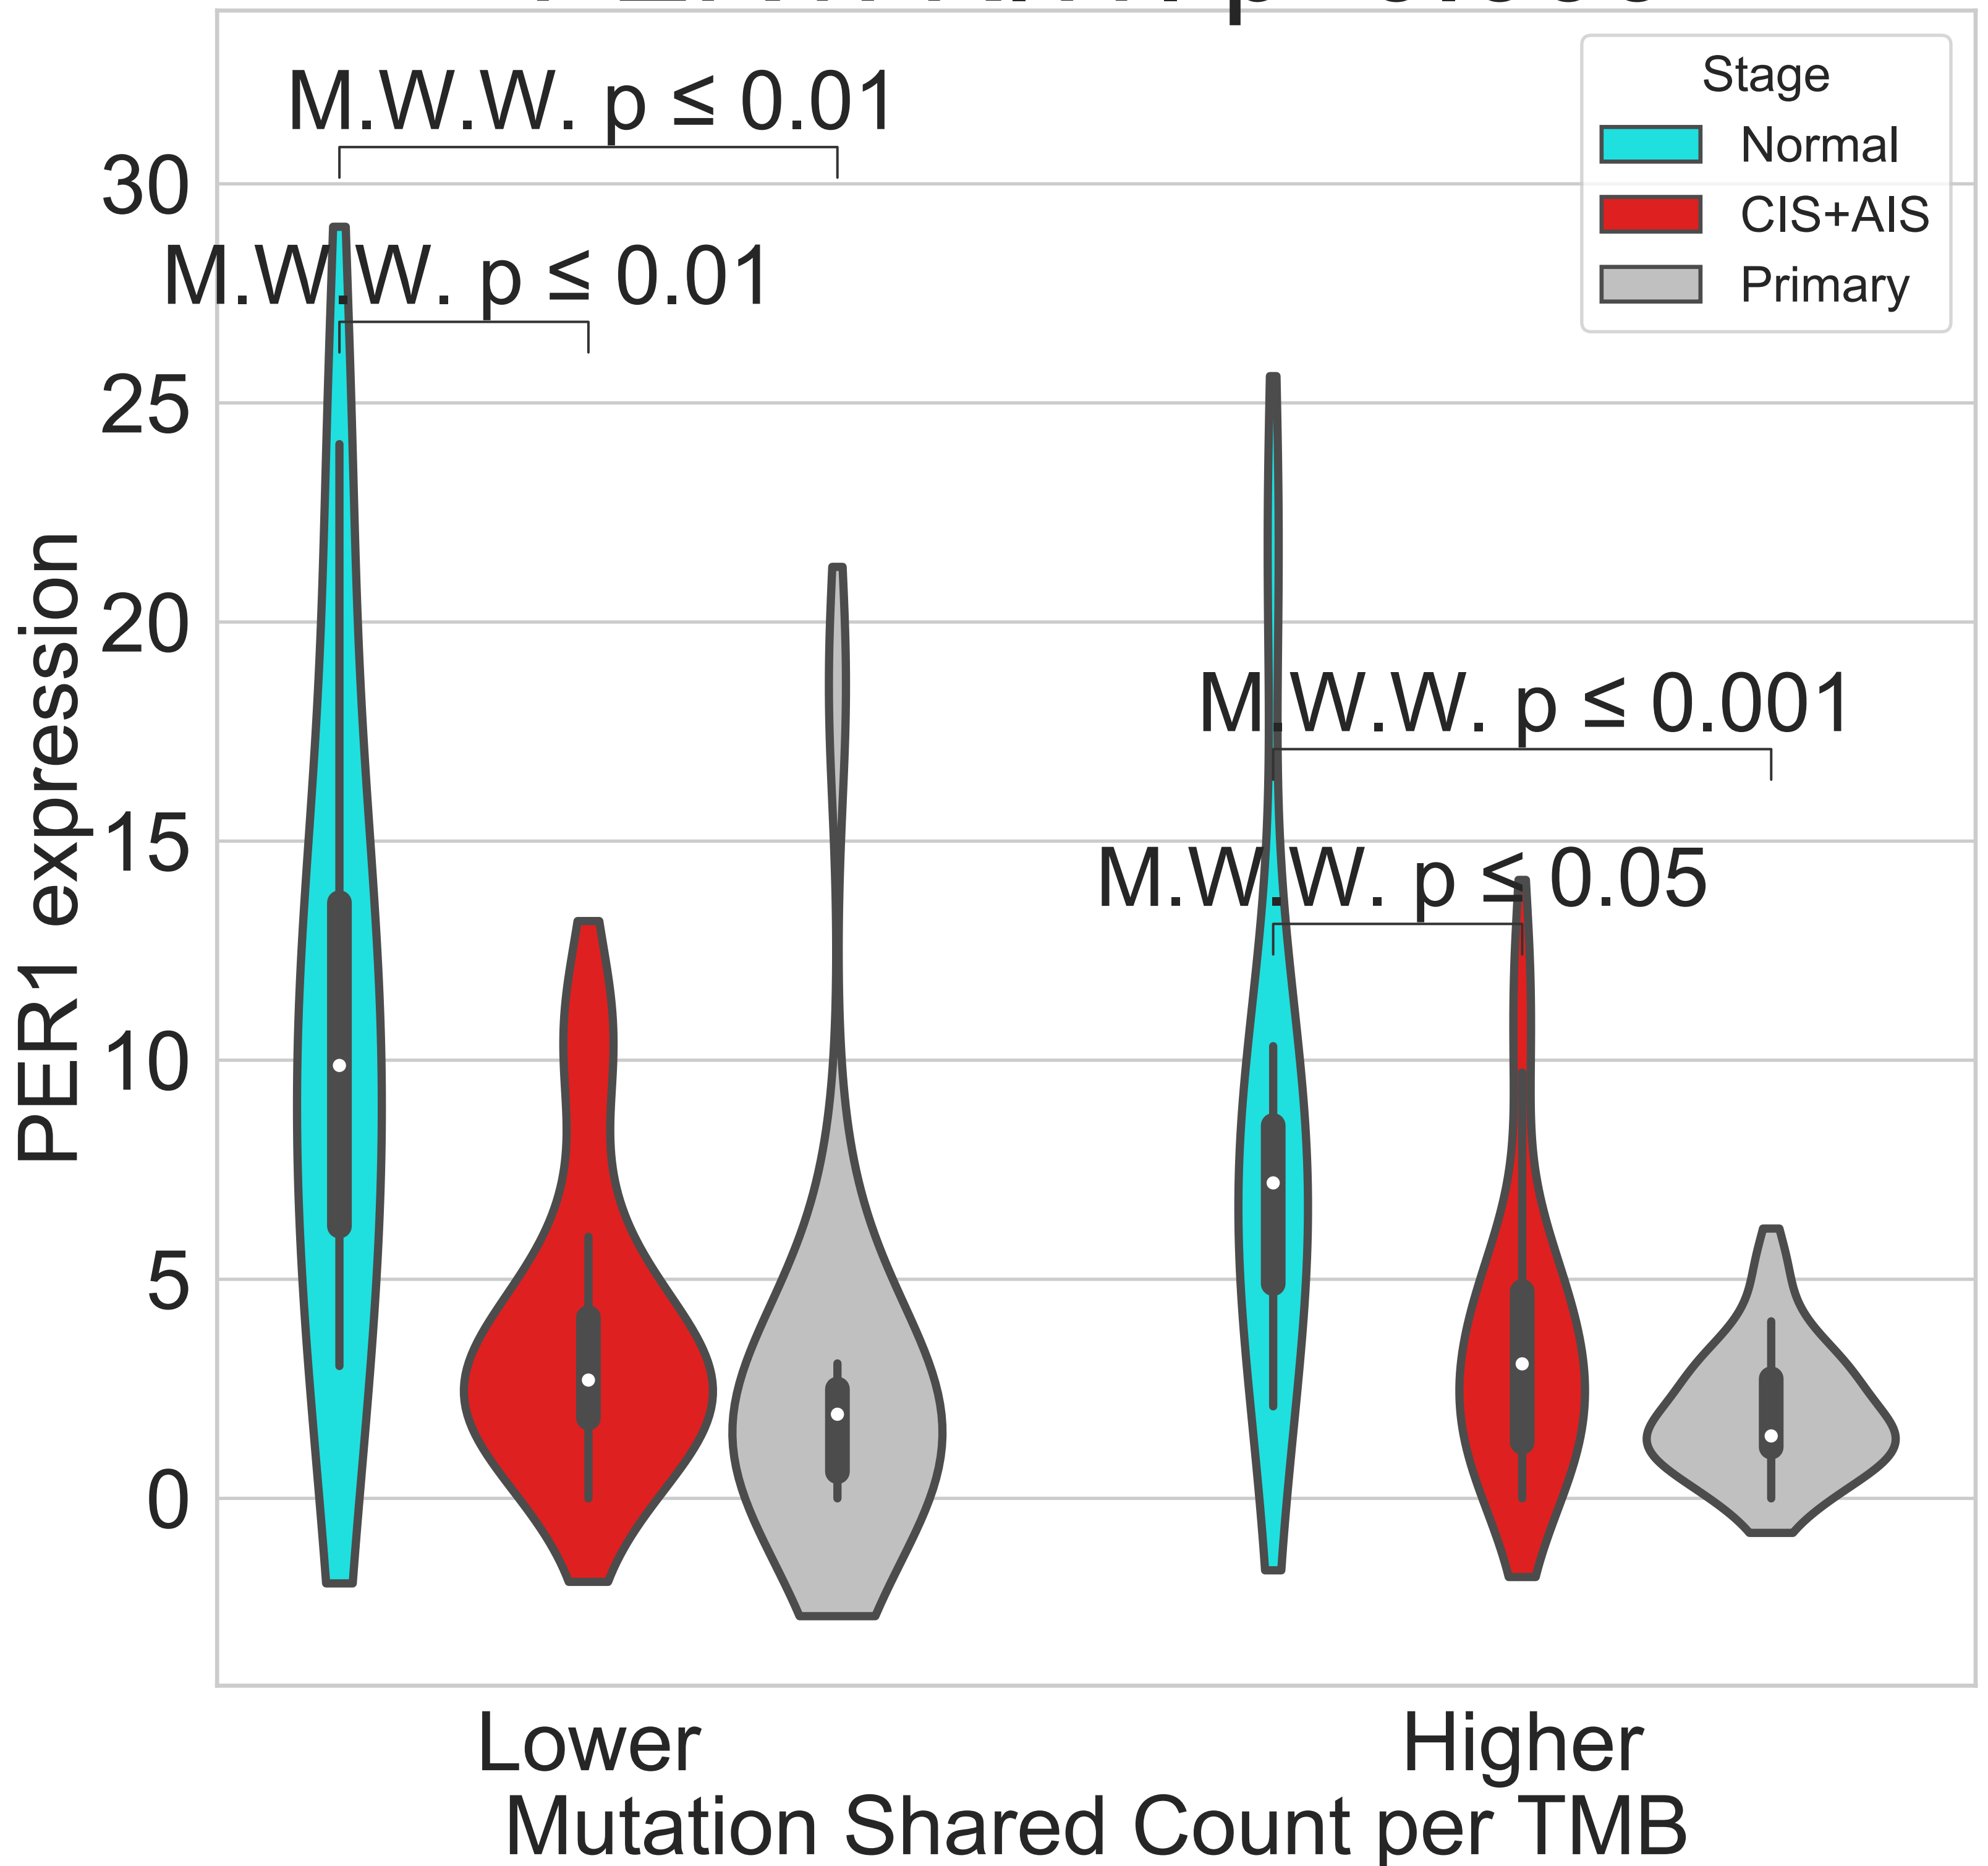 M.W.W. p ≤ 0.01
M.W.W. p ≤ 0.01
M.W.W. p ≤ 0.001
M.W.W. p ≤ 0.05
Stage
Normal
CIS+AIS
Primary
PER1 expression
30
25
20
15
10
5
0
Lower
Higher
Mutation Shared Count per TMB